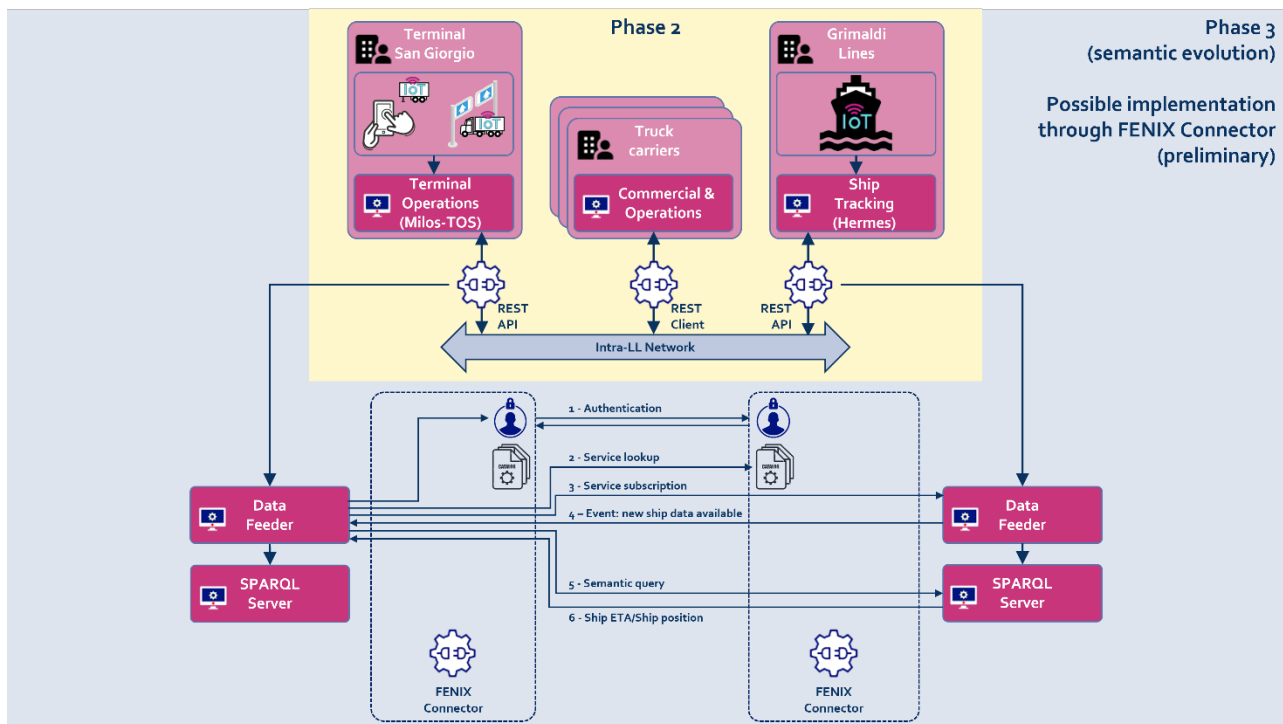 Phase 2
Phase 3
(semantic evolution)
Possible implementation
through FENIX Connector
(preliminary)
Terminal
San Giorgio
IoT
IoT
Terminal
Operations
(Milos-TOS)
Truck
carriers
Commercial &
Operations
Grimaldi
Lines
IoT
Ship
Tracking
(Hermes)
REST
API
REST
Client
REST
API
Intra-LL Network
1 - Authentication
2 - Service lookup
3 - Service subscription
4 – Event: new ship data available
5 - Semantic query
6 - Ship ETA/Ship position
CATALOG
CATALOG
Data
Feeder
SPARQL
Server
Data
Feeder
SPARQL
Server
FENIX
Connector
FENIX
Connector